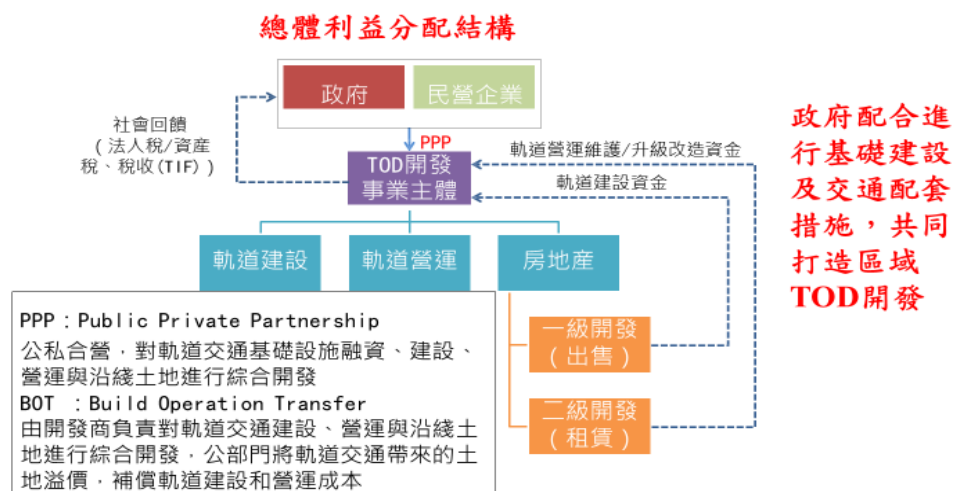 總體利益分配結構
政府
民營企業
社會回饋
(法人稅/資產
稅、稅收(TIF))
PPP
TOD開發
事業主體
軌道營運維護/升級改造資金
軌道建設資金
政府配合進
行基礎建設
及交通配套
措施，共同
打造區域
TOD開發
軌道建設
軌道營運
房地産
一級開發
(出售)
二級開發
(租賃)
PPP：Public Private Partnership
公私合營，對軌道交通基礎設施融資、建設、
營運與沿綫土地進行綜合開發
BOT ：Build Operation Transfer
由開發商負責對軌道交通建設、營運與沿綫土
地進行綜合開發，公部門將軌道交通帶來的土
地溢價，補償軌道建設和營運成本